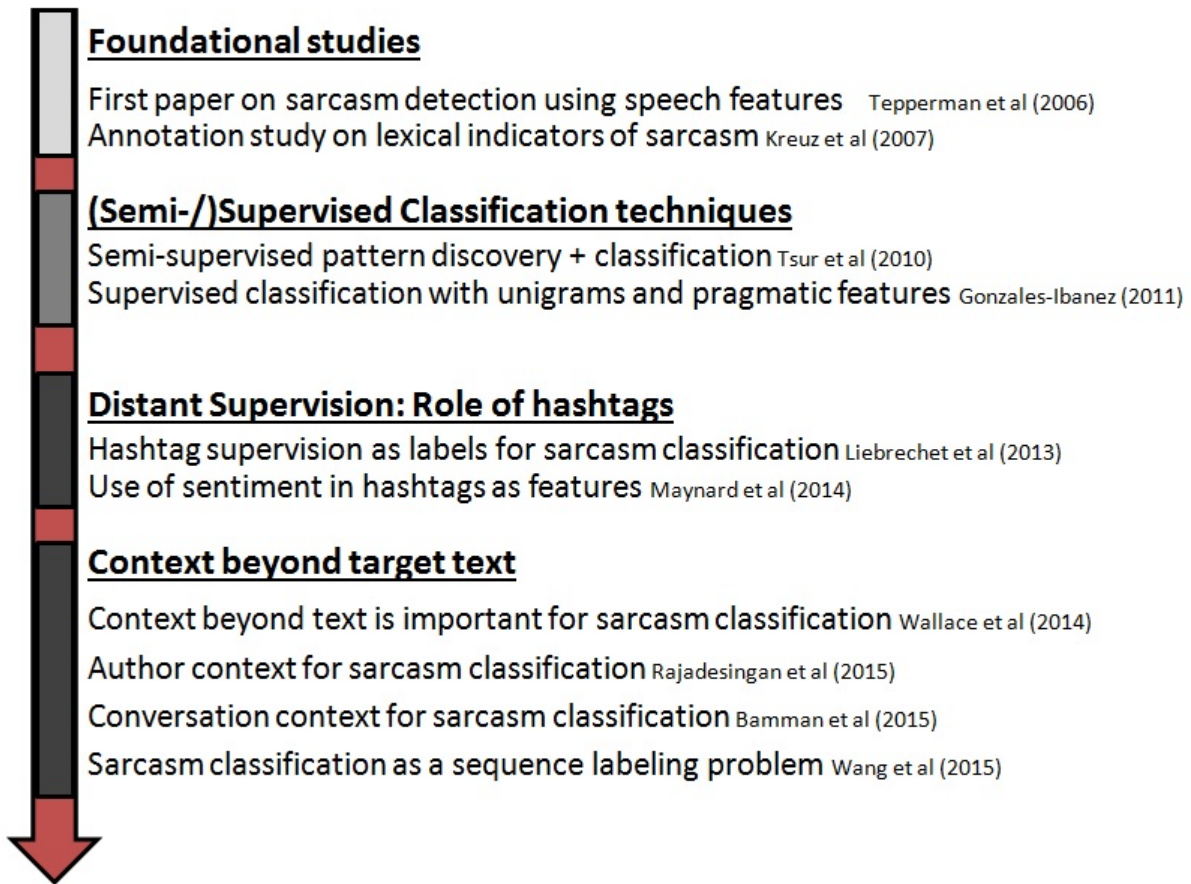 Foundational studies
First paper on sarcasm detection using speech features Tepperman et al (2006)
Annotation study on lexical indicators of sarcasm Kreuz et al (2007)
(Semi-/)Supervised Classification techniques
Semi-supervised pattern discovery + classification Tsur et al (2010)
Supervised classification with unigrams and pragmatic features Gonzales-Ibanez (2011)
Distant Supervision: Role of hashtags
Hashtag supervision as labels for sarcasm classification Liebrechet et al (2013)
Use of sentiment in hashtags as features Maynard et al (2014)
Context beyond target text
Context beyond text is important for sarcasm classification Wallace et al (2014)
Author context for sarcasm classification Rajadesingan et al (2015)
Conversation context for sarcasm classification Bamman et al (2015)
Sarcasm classification as a sequence labeling problem Wang et al (2015)